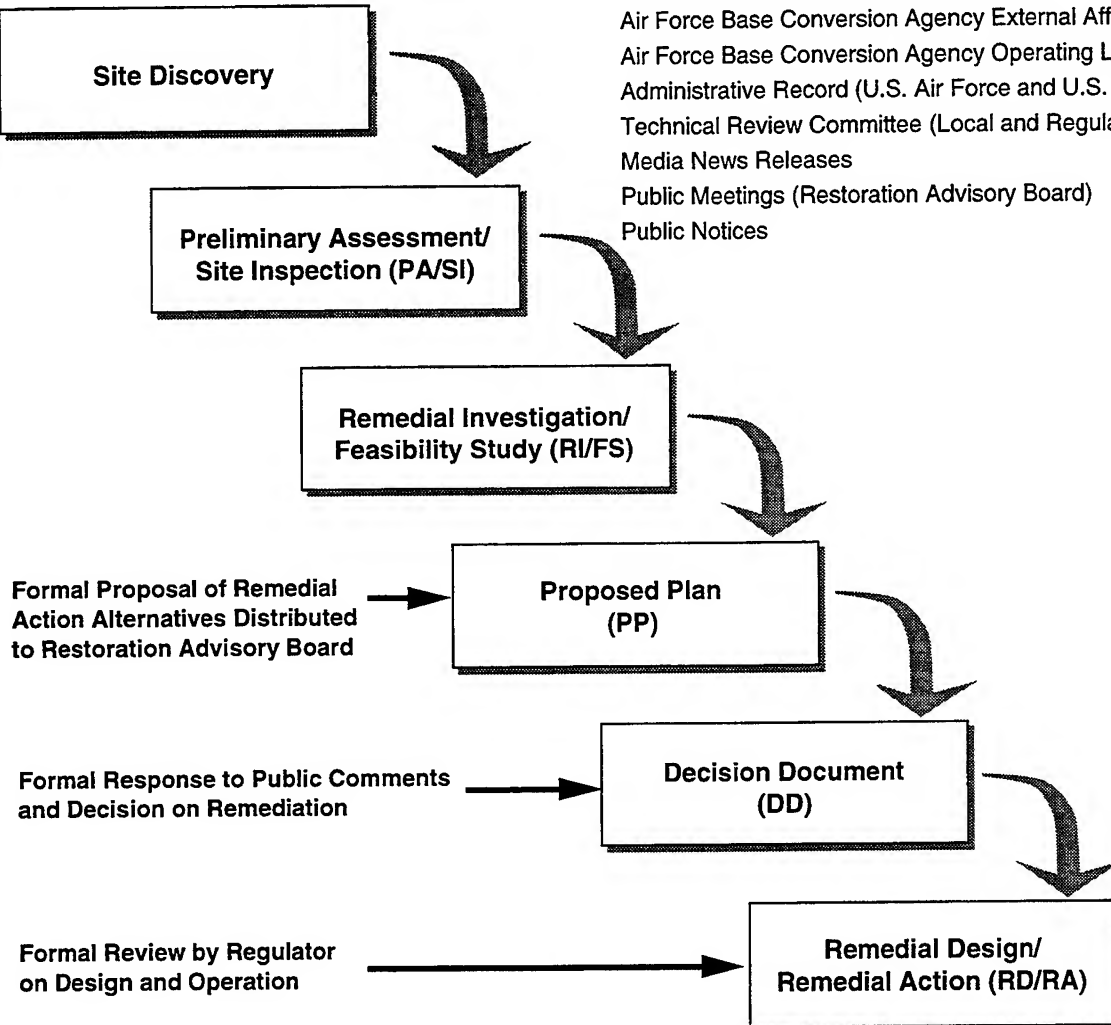 Air Force Base Conversion Agency External
Air Force Base Conversion Agency Operating
Administrative Record (U.S. Air Force and U.S.
Technical Review Committee (Local and
Media News Releases
Public Meetings (Restoration Advisory Board)
Public Notices
Site Discovery
Preliminary Assessment/
Site Inspection (PA/SI)
Remedial Investigation/
Feasibility Study (RI/FS)
Formal Proposal of Remedial
Action Alternatives Distributed
to Restoration Advisory Board
Proposed Plan
(PP)
Formal Response to Public Comments
and Decision on Remediation
Decision Document
(DD)
Formal Review by Regulator
on Design and Operation
Remedial Design/
Remedial Action (RD/RA)